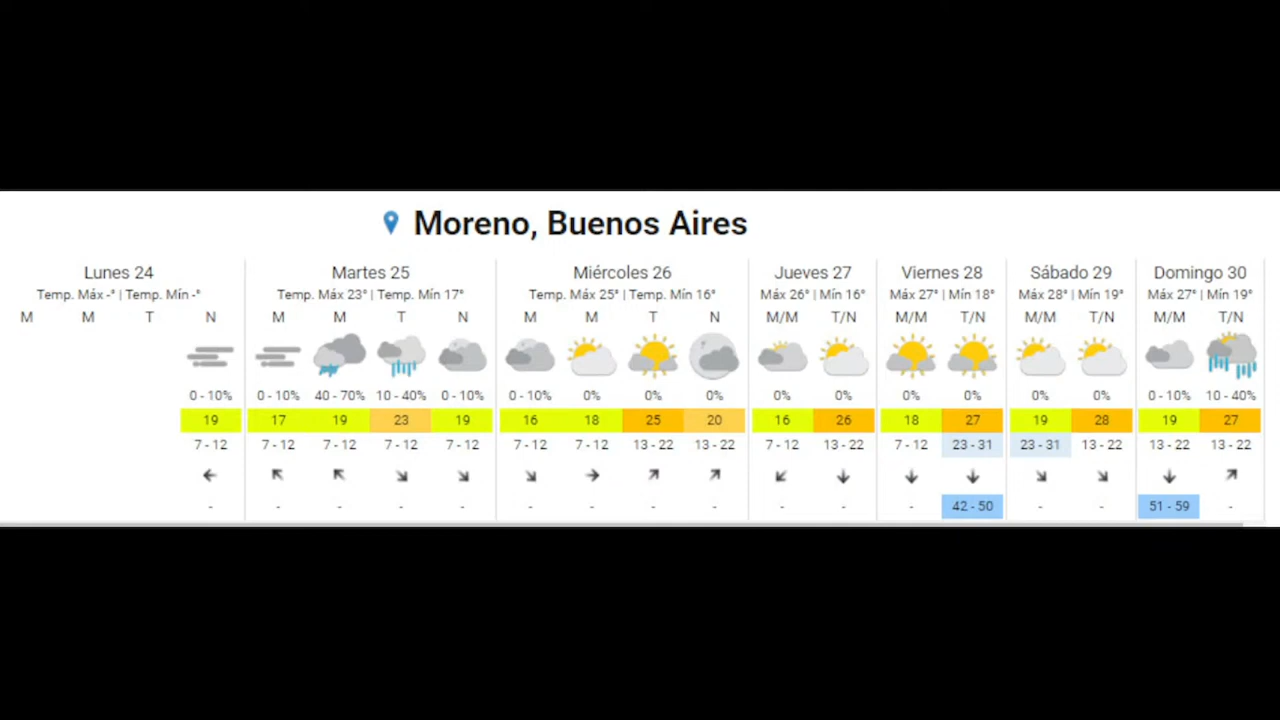 Moreno, Buenos Aires
Lunes 24 Martes 25 Miércoles 26 Jueves 27 Viernes 28 Sábado 29 Domingo 30
Temp. Máx -° | Temp. Mín -° Temp. Máx 23° | Temp. Mín 17° Temp. Máx 25° | Temp. Mín 16° Máx 26° | Mín 16° Máx 27° | Mín 18° Máx 28° | Mín 19° Máx 27° | Mín 19°
M M T N M M T N M M T N M/M T/N M/M T/N M/M T/N M/M T/N
0 - 10% 0 - 10% 40 - 70% 10 - 40% 0 - 10% 0 - 10% 0% 0% 0% 0% 0% 0% 0% 0% 0% 0 - 10% 10 - 40%
19 17 19 23 19 16 18 25 20 16 26 18 27 19 28 19 27
7 - 12 7 - 12 7 - 12 7 - 12 7 - 12 7 - 12 7 - 12 13 - 22 13 - 22 7 - 12 13 - 22 7 - 12 23 - 31 23 - 31 13 - 22 13 - 22 13 - 22
- - - - - - - - - - - - 42 - 50 - - 51 - 59 -